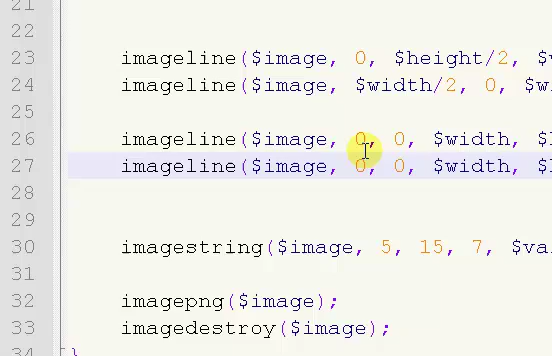 21
22
23 imageline($image, 0, $height/2,
24 imageline($image, $width/2, 0,
25
26 imageline($image, 0, 0, $width,
27 imageline($image, 0, 0, $width,
28
29
30 imagestring($image, 5, 15, 7,
31
32 imagepng($image);
33 imagedestroy($image);
34 }